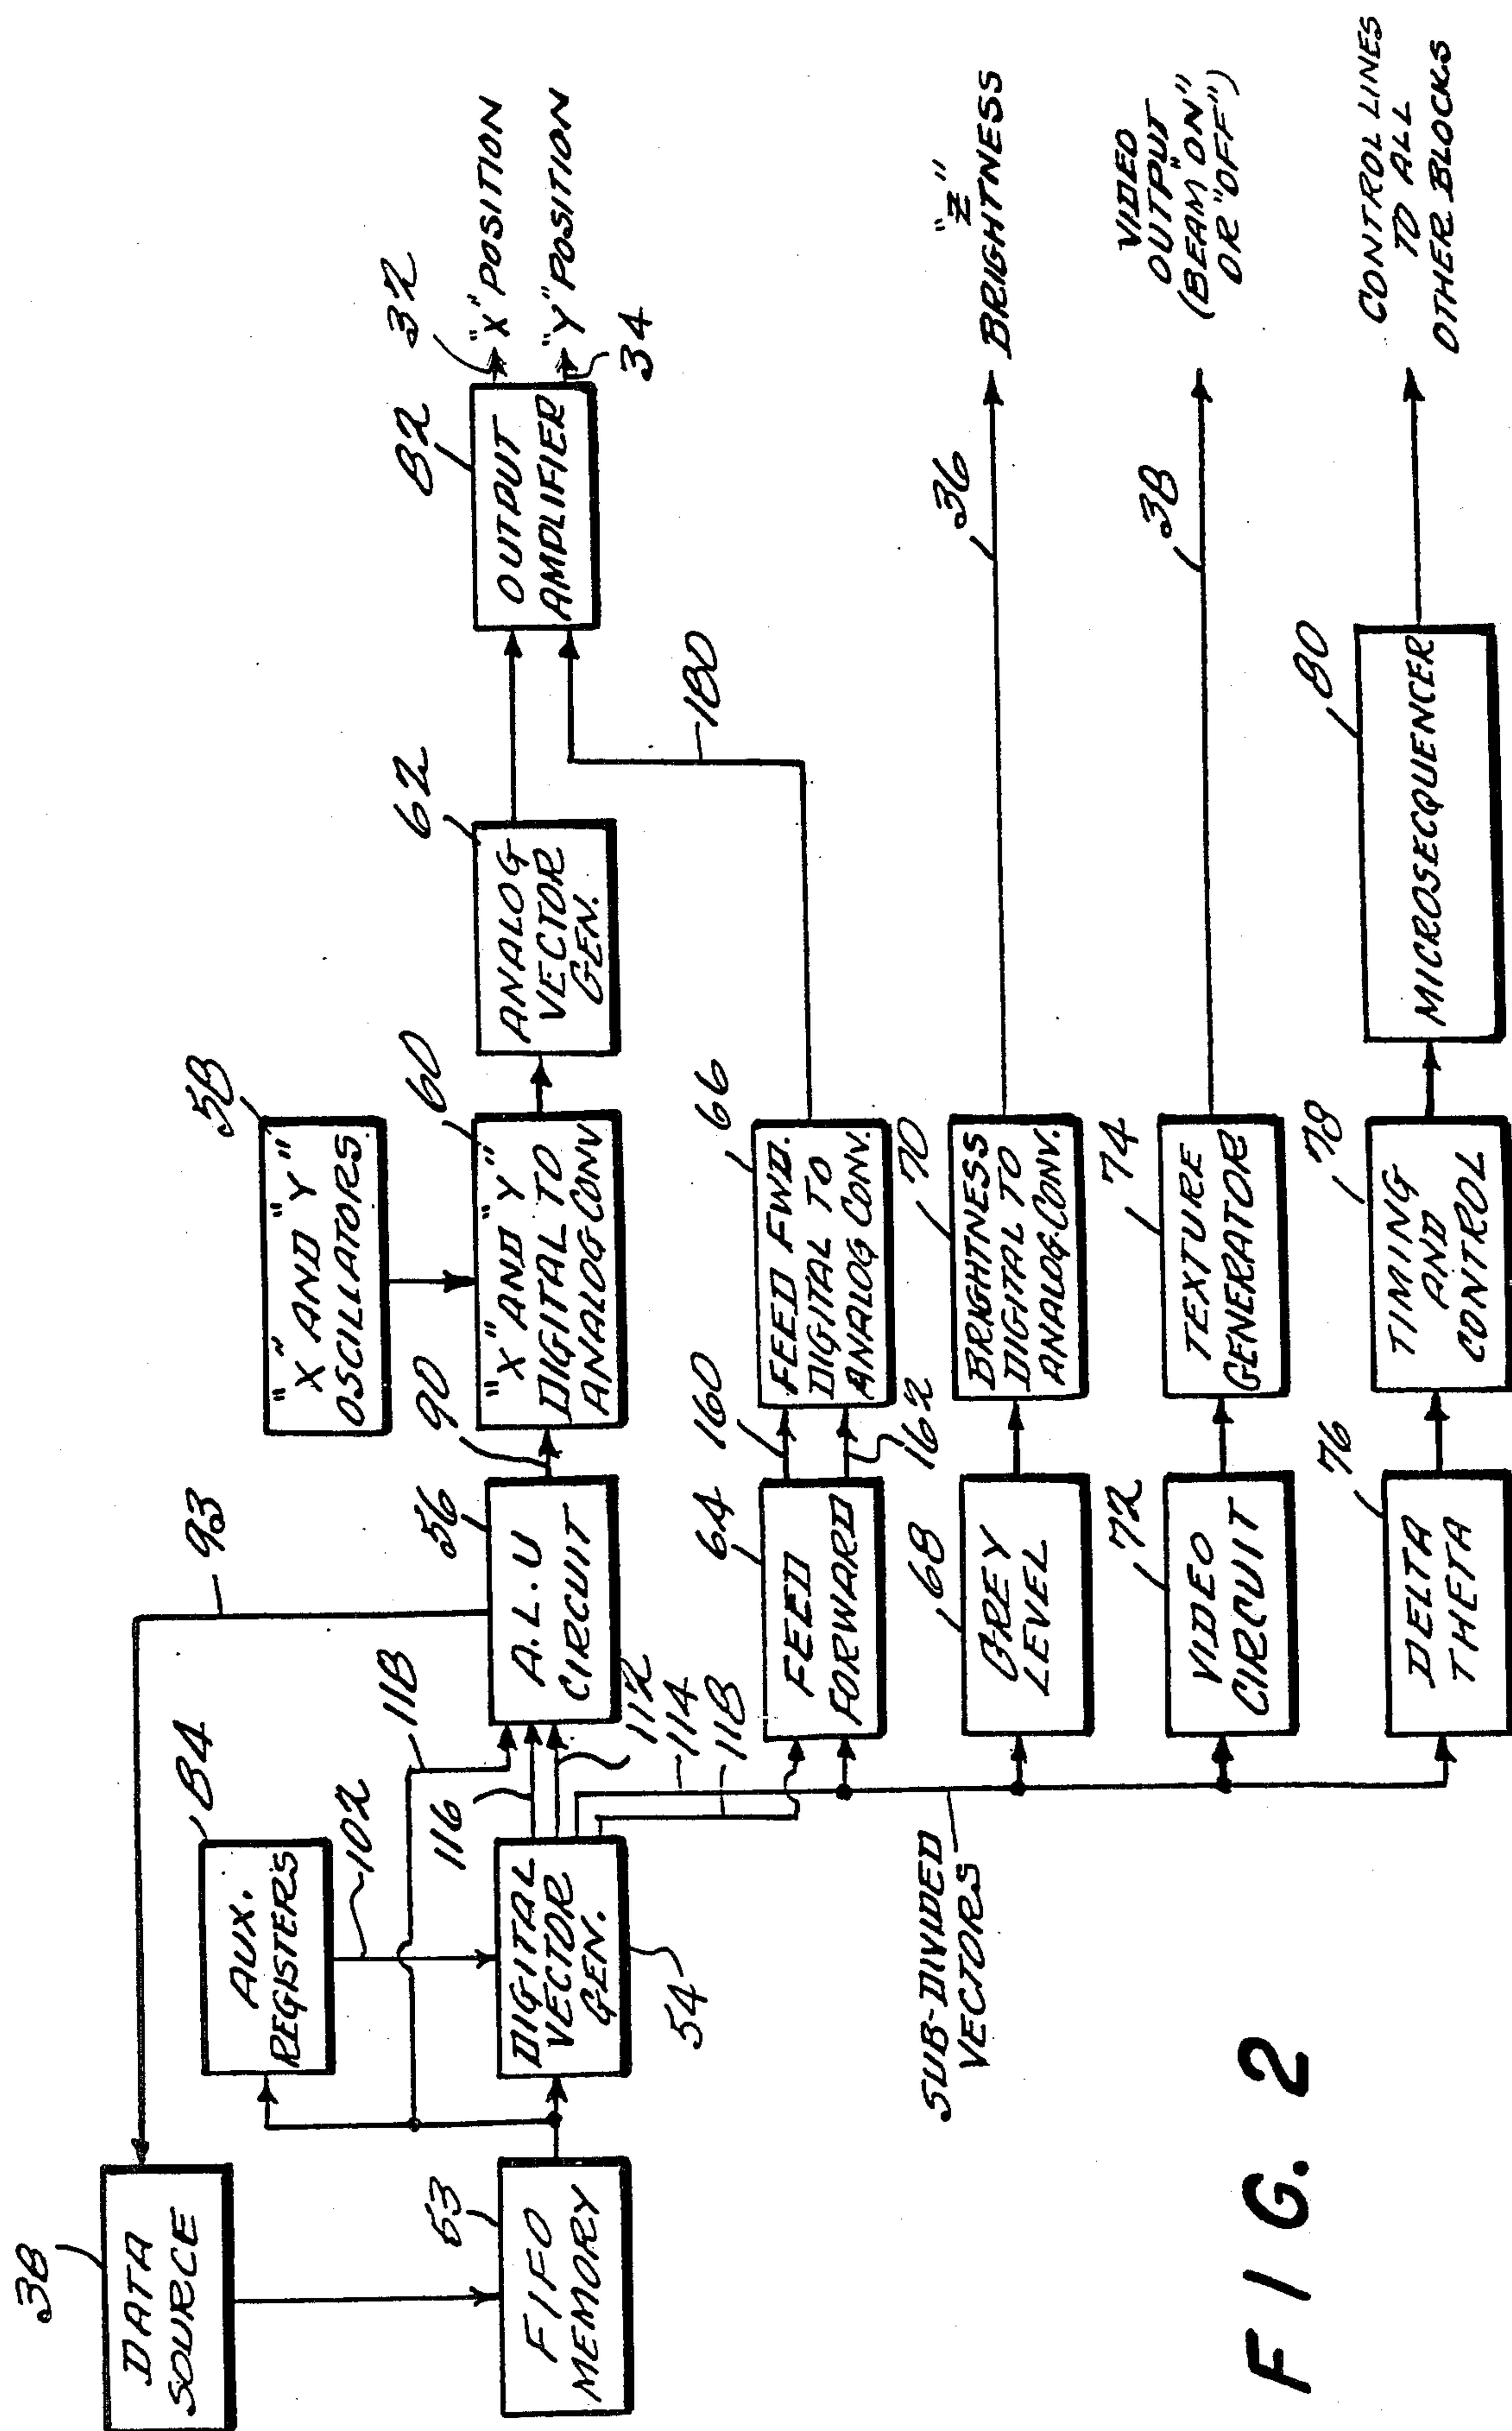 38
DATA
SOURCE
53
FIFO
MEMORY
84
AUX.
REGISTERS
102
118
93
DIGITAL
VECTOR
GEN.
54
116
112
114
118
SUB-DIVIDED
VECTORS
56
A.L.U
CIRCUIT
90
58
"X" AND "Y"
OSCILLATORS
60
"X" AND "Y"
DIGITAL TO
ANALOG CONV
62
ANALOG
VECTOR
GEN.
82
OUTPUT
AMPLIFIER
32
"X" POSITION
"Y" POSITION
34
64
FEED
FORWARD
160
162
66
FEED FWD.
DIGITAL TO
ANALOG CONV.
180
68
GREY
LEVEL
70
BRIGHTNESS
DIGITAL TO
ANALOG CONV.
36
"Z"
BRIGHTNESS
72
VIDEO
CIRCUIT
74
TEXTURE
GENERATOR
38
VIDEO
OUTPUT
(BEAM "ON"
OR "OFF")
76
DELTA
THETA
78
TIMING
AND
CONTROL
80
MICROSECQUENCER
CONTROL LINES
TO ALL
OTHER BLOCKS
FIG. 2